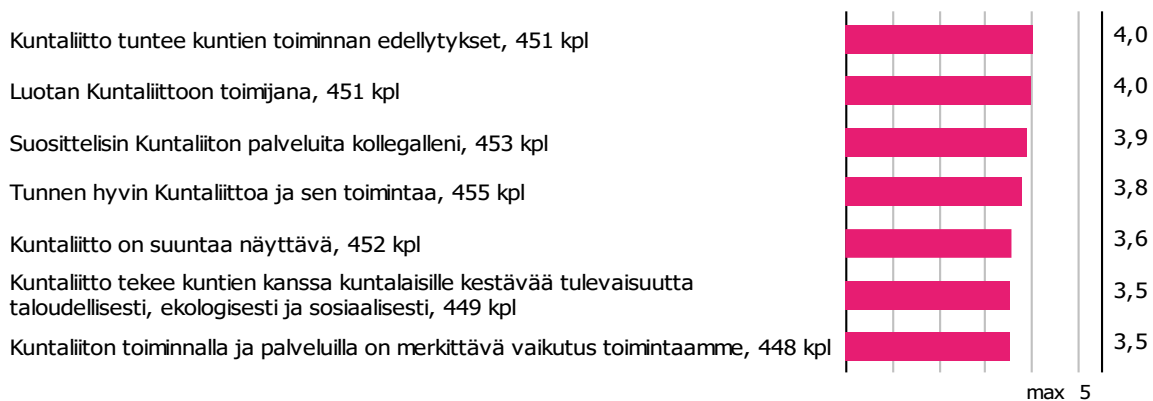 Kuntaliitto tuntee kuntien toiminnan edellytykset, 451 kpl 4,0
Luotan Kuntaliittoon toimijana, 451 kpl 4,0
Suosittelisin Kuntaliiton palveluita kollegalleni, 453 kpl 3,9
Tunnen hyvin Kuntaliittoa ja sen toimintaa, 455 kpl 3,8
Kuntaliitto on suuntaa näyttävä, 452 kpl 3,6
Kuntaliitto tekee kuntien kanssa kuntalaisille kestävää tulevaisuutta
taloudellisesti, ekologisesti ja sosiaalisesti, 449 kpl 3,5
Kuntaliiton toiminnalla ja palveluilla on merkittävä vaikutus toimintaamme, 448 kpl 3,5
max 5